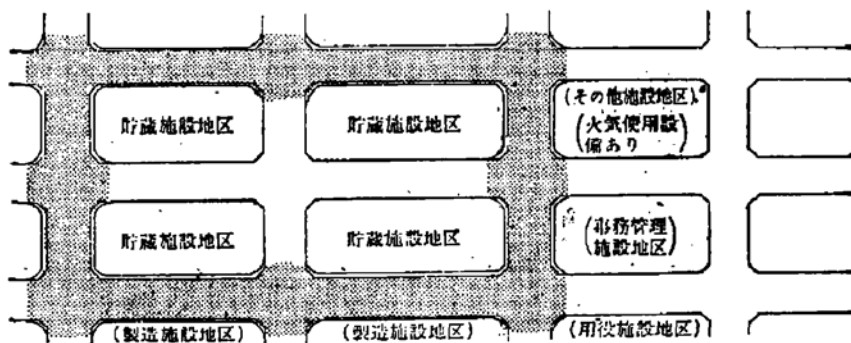 貯蔵施設地区
貯蔵施設地区
(その他施設地区)
(火気使用設
備あり)
貯蔵施設地区
貯蔵施設地区
(事務管理
施設地区)
(製造施設地区)
(製造施設地区)
(用役施設地区)